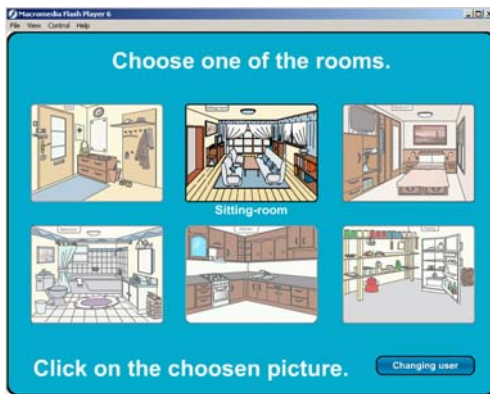 Macromedia Flash Player 6
File View Control Help
Choose one of the rooms.
Sitting-room
Click on the choosen picture.
Changing user